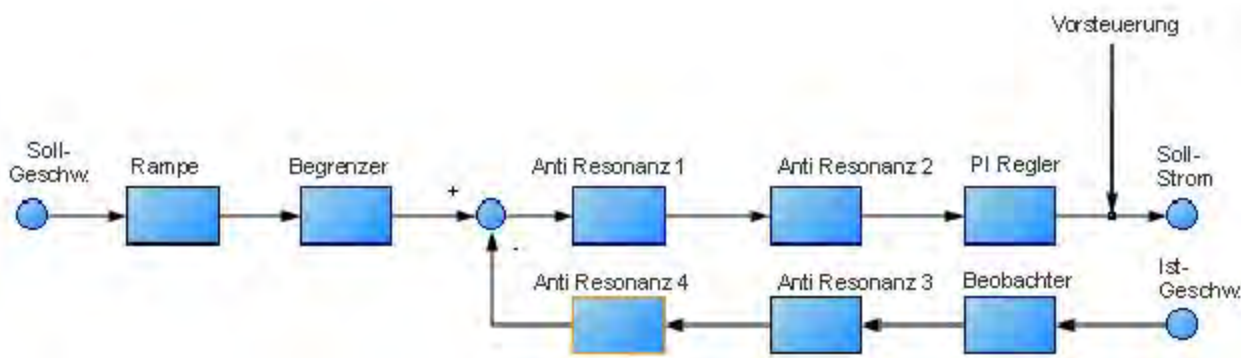 Vorsteuerung
Soll-
Geschw.
Rampe
Begrenzer
+
Anti Resonanz 1
Anti Resonanz 2
PI Regler
Soll-
Strom
-
Anti Resonanz 4
Anti Resonanz 3
Beobachter
Ist-
Geschw.